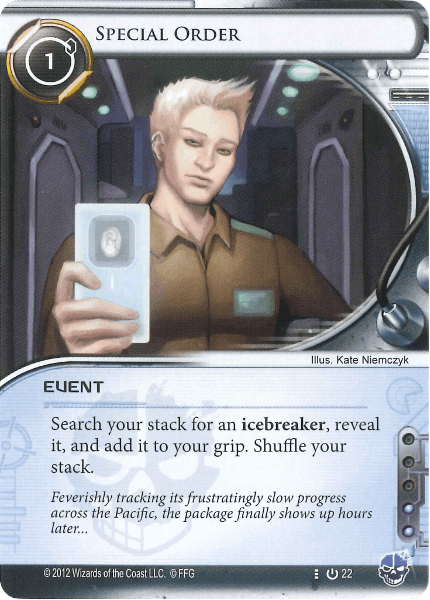 SPECIAL ORDER
1
Illus. Kate Niemczyk
EVENT
Search your stack for an icebreaker, reveal
it, and add it to your grip. Shuffle your
stack.
Feverishly tracking its frustratingly slow progress
across the Pacific, the package finally shows up hours
later...
© 2012 Wizards of the Coast LLC. © FFG
22